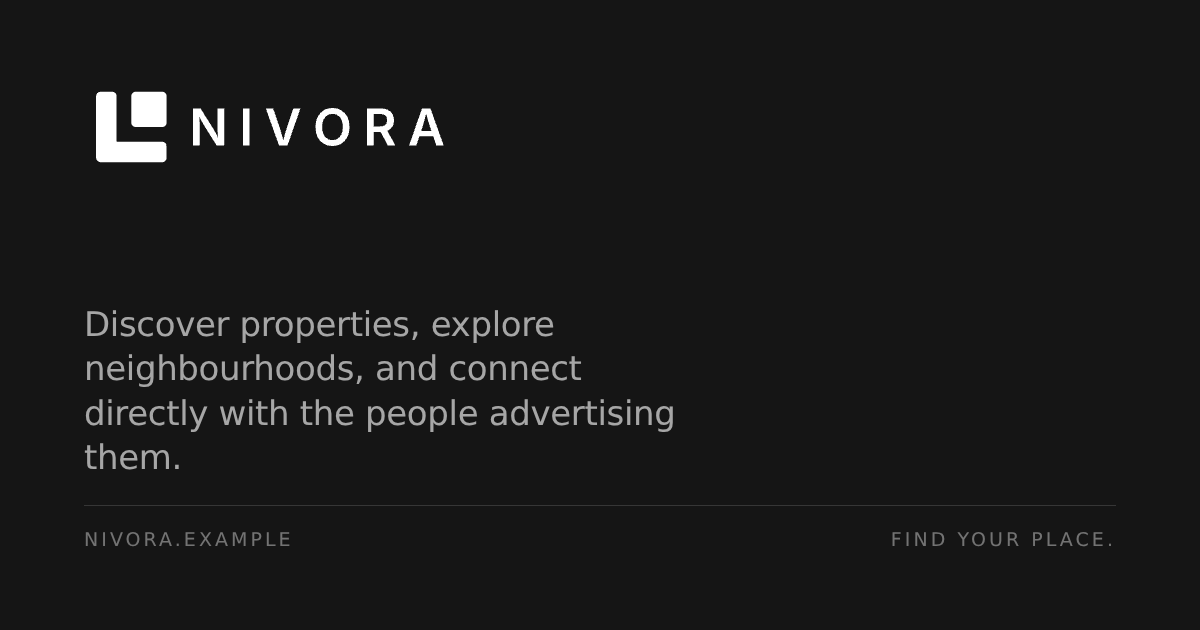 NIVORA
Discover properties, explore
neighbourhoods, and connect
directly with the people advertising
them.
NIVORA.EXAMPLE
FIND YOUR PLACE.